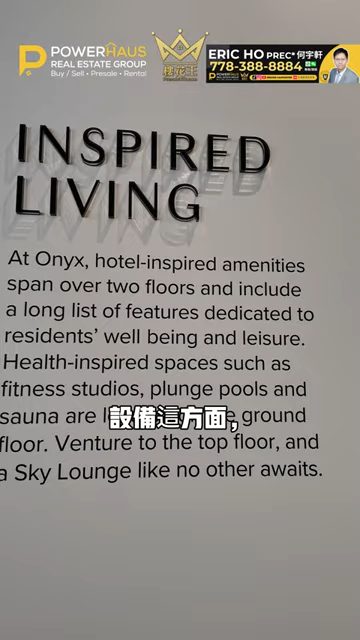 POWERHAUS
REAL ESTATE GROUP
Buy / Sell • Presale • Rental
ERIC HO PREC* 何宇軒
778-388-8884
INSPIRED
LIVING
At Onyx, hotel-inspired amenities
span over two floors and include
a long list of features dedicated to
residents’ well being and leisure.
Health-inspired spaces such as
fitness studios, plunge pools and
sauna are ground
floor. Venture to the top floor, and
a Sky Lounge like no other awaits.
設備這方面,